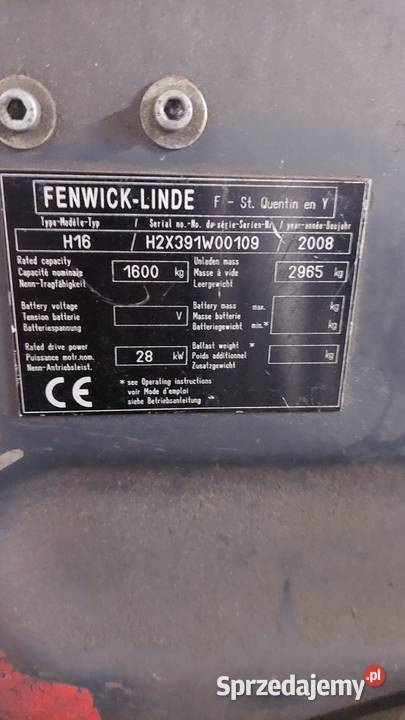 FENWICK-LINDE F - St. Quentin en Y
Type-Modèle-Typ / Serial no.-No. de série-Serien-Nr / year-année-Baujahr
H16 / H2X391W00109 / 2008
Rated capacity
Capacité nominale 1600 kg
Nenn-Tragfähigkeit
Unladen mass
Masse à vide 2965 kg
Leergewicht
Battery voltage
Tension batterie V
Batteriespannung
Battery mass max. kg
Masse batterie
Batteriegewicht min.* kg
Rated drive power
Puissance motr.nom. 28 kW
Nenn-Antriebsleist.
Ballast weight *
Poids additionnel kg
Zusatzgewicht
CE
* see Operating instructions
voir Mode d'emploi
siehe Betriebsanleitung
Sprzedajemy.pl